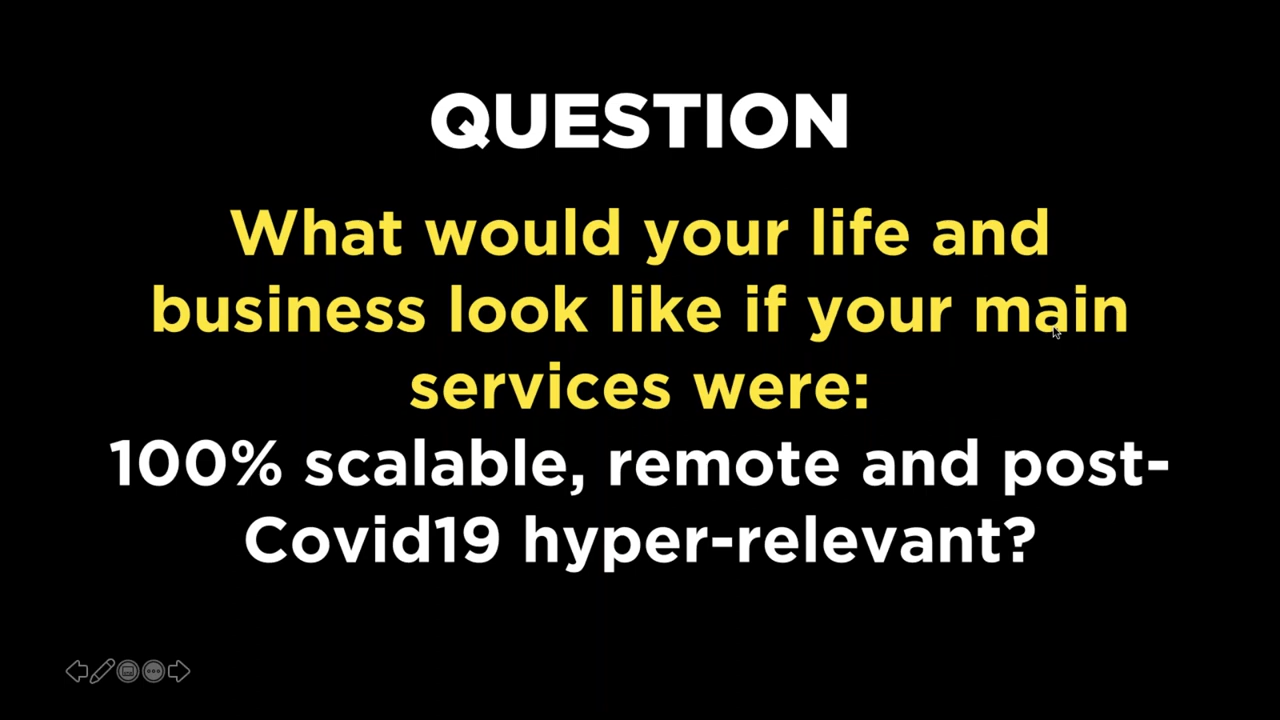 QUESTION
What would your life and
business look like if your main
services were:
100% scalable, remote and post-
Covid19 hyper-relevant?